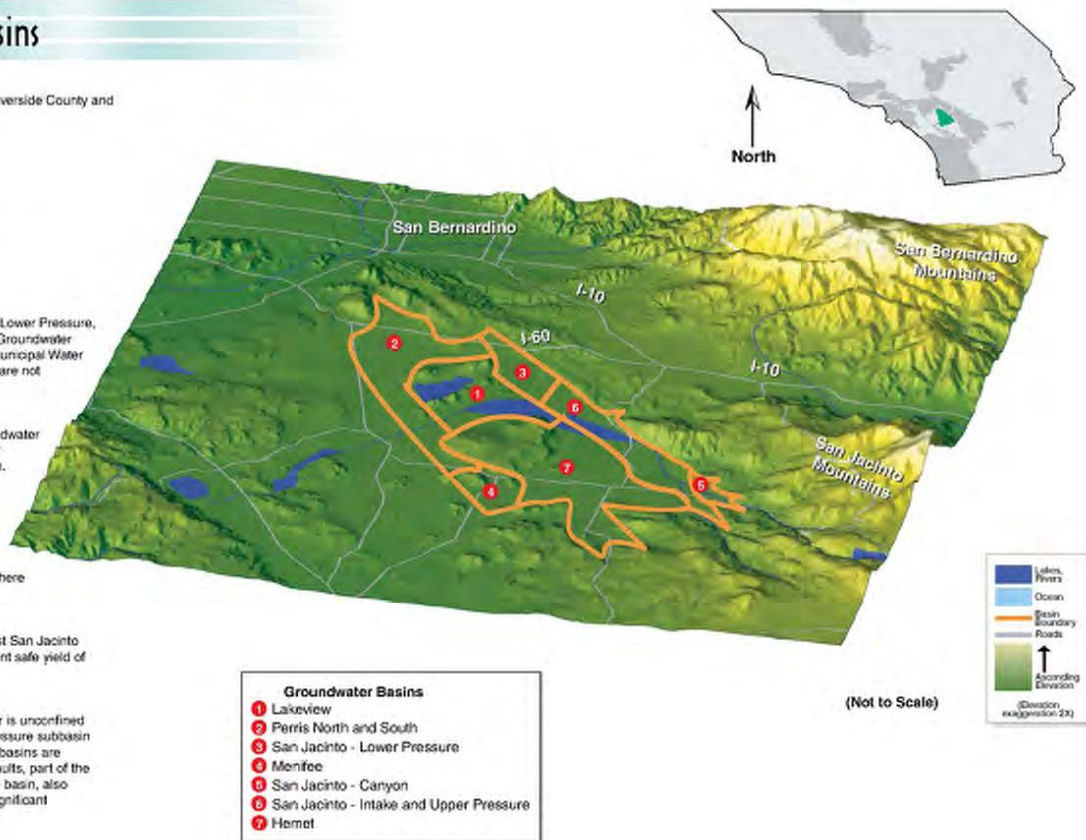 sins
verside County and
North
San Bernardino
San Bernardino
Mountains
I-10
I-60
I-10
San Jacinto
Mountains
2
3
1
6
7
5
4
Lower Pressure,
Groundwater
unicipal Water
are not
dwater
here
st San Jacinto
nt safe yield of
r is unconfined
ssure subbasin
basins are
ults, part of the
basin, also
gnificant
Groundwater Basins
1 Lakeview
2 Perris North and South
3 San Jacinto - Lower Pressure
4 Menifee
5 San Jacinto - Canyon
6 San Jacinto - Intake and Upper Pressure
7 Hemet
(Not to Scale)
Lakes,
Rivers
Ocean
Basin
Boundary
Roads
Ascending
Elevation
(Elevation
exaggeration 2X)